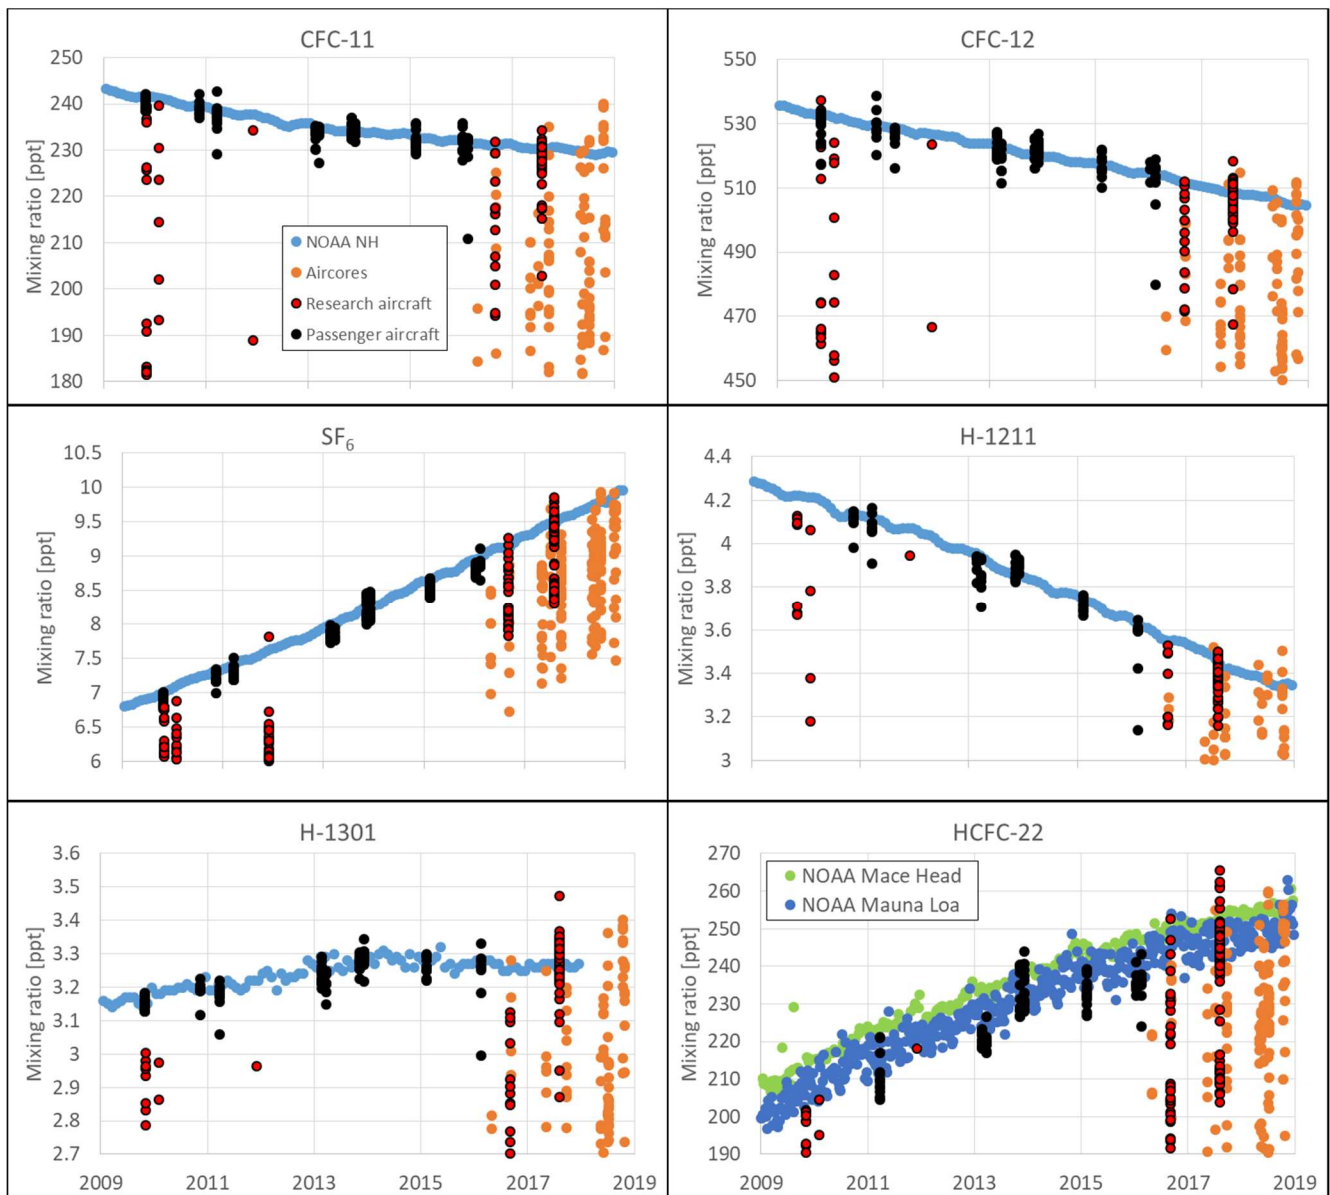 CFC-11
Mixing ratio [ppt]
250
240
230
220
210
200
190
180
NOAA NH
Aircores
Research aircraft
Passenger aircraft
CFC-12
Mixing ratio [ppt]
550
530
510
490
470
450
SF6
Mixing ratio [ppt]
10.5
10
9.5
9
8.5
8
7.5
7
6.5
6
H-1211
Mixing ratio [ppt]
4.4
4.2
4
3.8
3.6
3.4
3.2
3
H-1301
Mixing ratio [ppt]
3.6
3.5
3.4
3.3
3.2
3.1
3
2.9
2.8
2.7
2009 2011 2013 2015 2017 2019
HCFC-22
Mixing ratio [ppt]
270
260
250
240
230
220
210
200
190
NOAA Mace Head
NOAA Mauna Loa
2009 2011 2013 2015 2017 2019